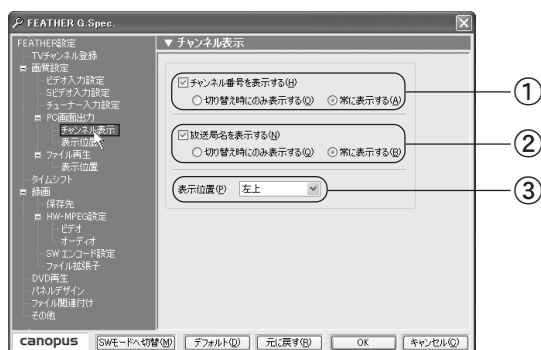 FEATHER G.Spec.
FEATHER設定
TVチャンネル登録
画質設定
ビデオ入力設定
Sビデオ入力設定
チューナー入力設定
PC画面出力
チャンネル表示
表示位置
ファイル再生
表示位置
タイムシフト
録画
保存先
HW-MPEG設定
ビデオ
オーディオ
SWエンコード設定
ファイル拡張子
DVD再生
パネルデザイン
ファイル関連付け
その他
▼ チャンネル表示
チャンネル番号を表示する(H)
切り替え時にのみ表示する(Q) 常に表示する(A)
①
放送局名を表示する(N)
切り替え時にのみ表示する(Q) 常に表示する(B)
②
表示位置(P) 左上
③
canopus SWモードへ切替(M) デフォルト(D) 元に戻す(R) OK キャンセル(C)